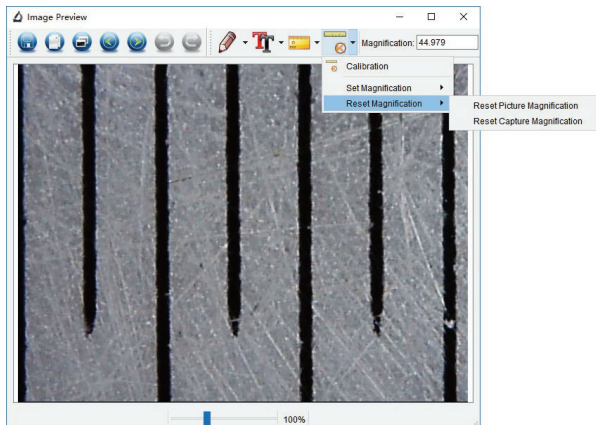 Image Preview
Magnification: 44.979
Calibration
Set Magnification
Reset Magnification
Reset Picture Magnification
Reset Capture Magnification
100%